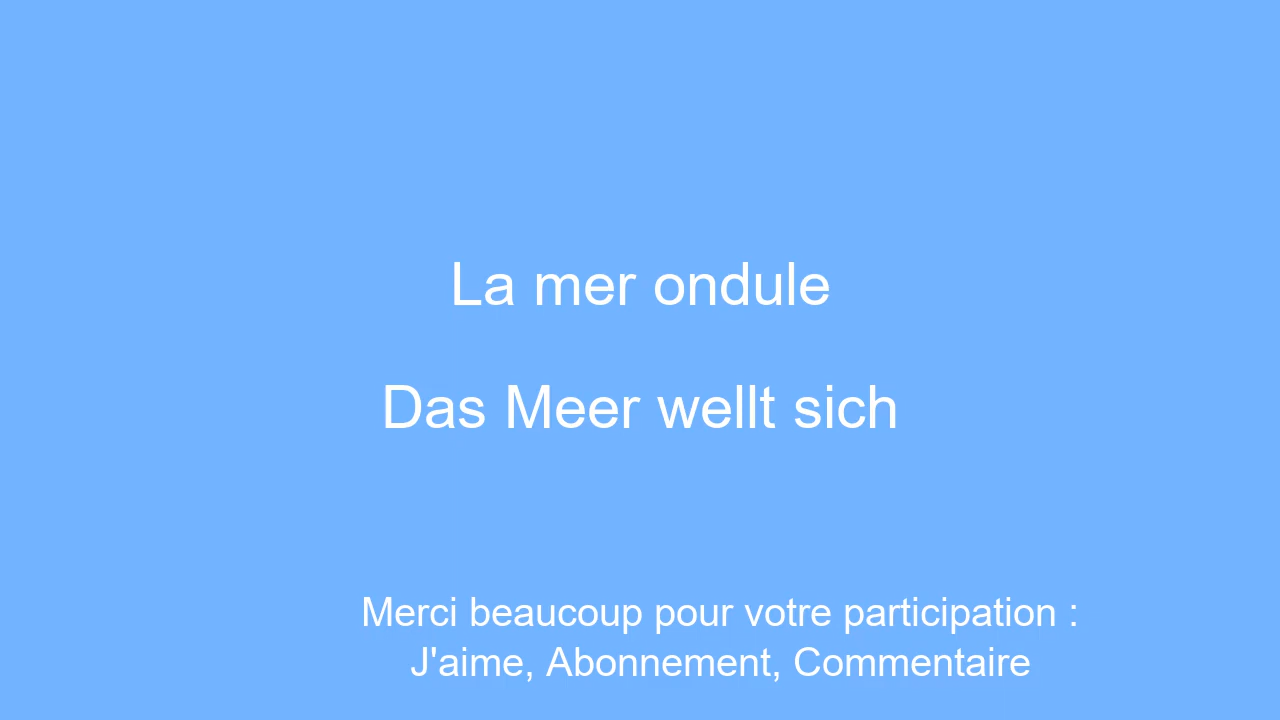 La mer ondule
Das Meer wellt sich
Merci beaucoup pour votre participation :
J'aime, Abonnement, Commentaire